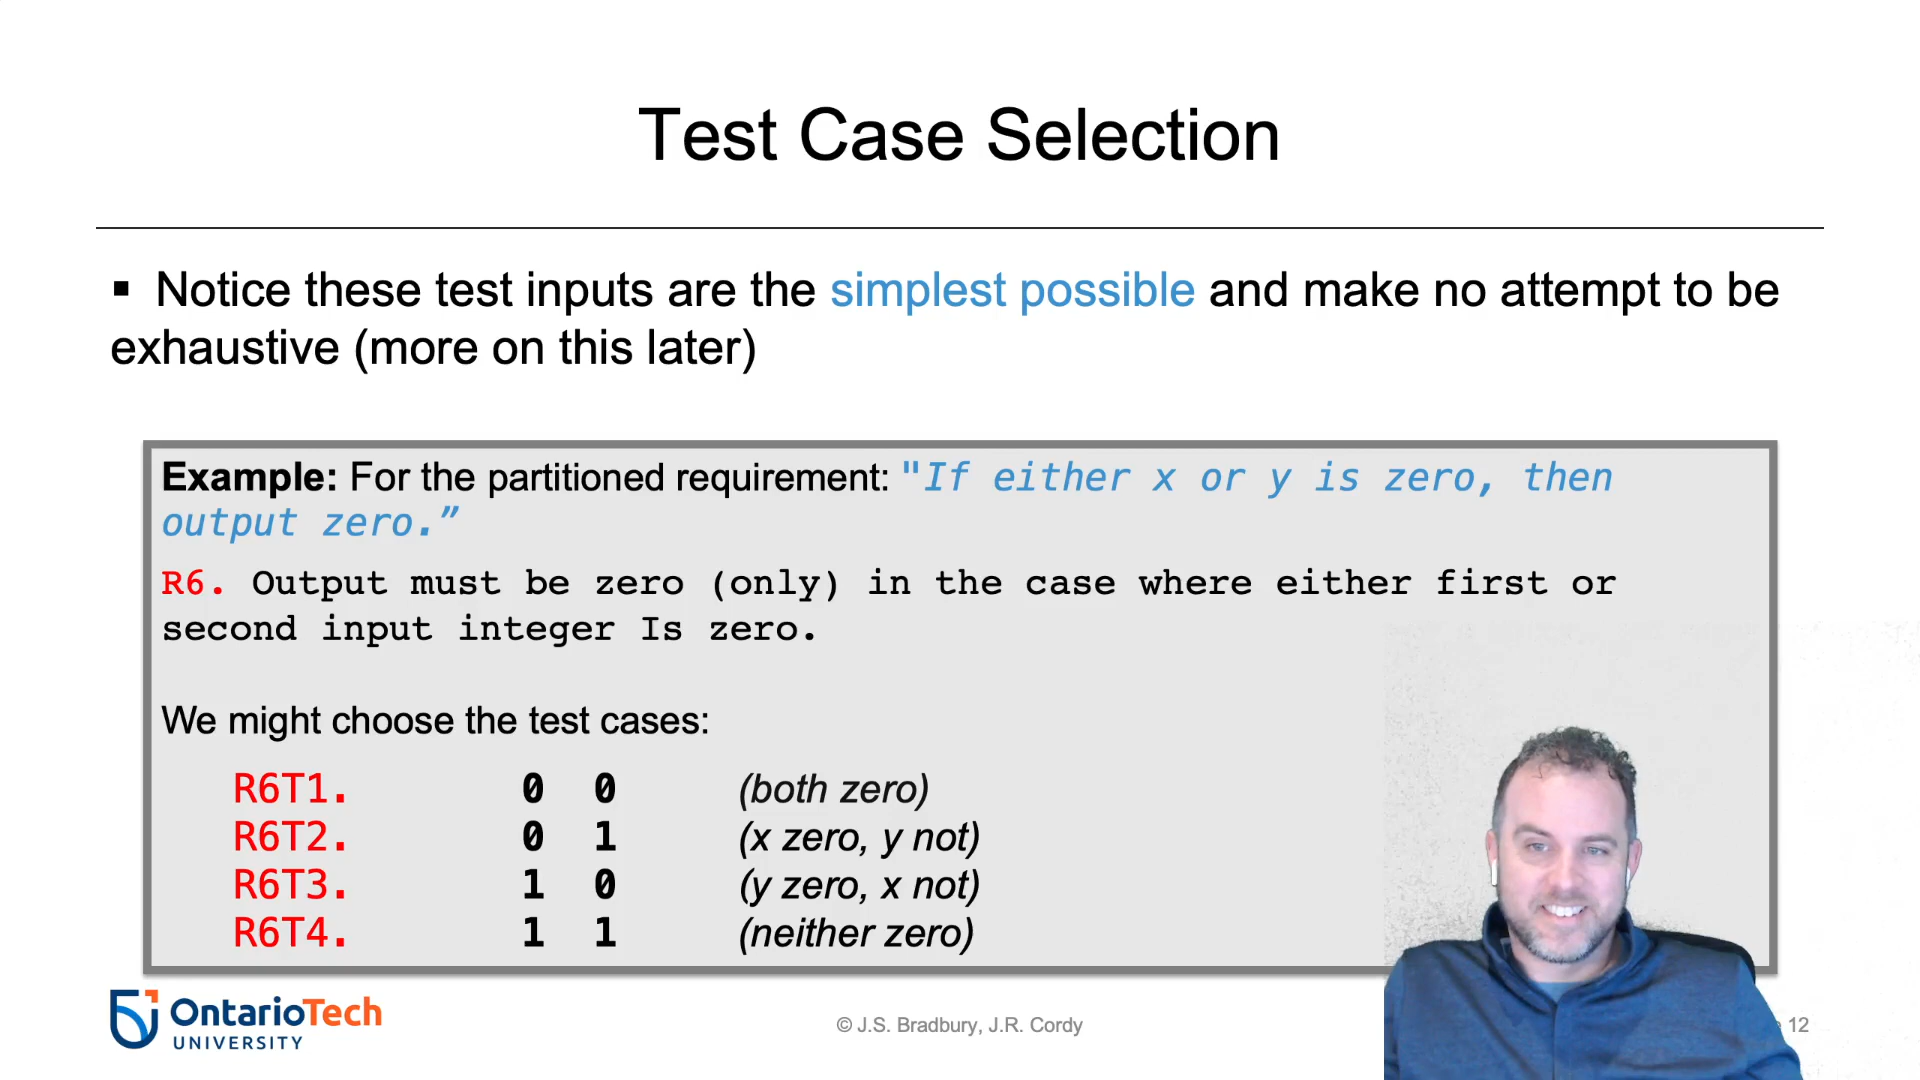 Test Case Selection
▪ Notice these test inputs are the simplest possible and make no attempt to be
exhaustive (more on this later)
Example: For the partitioned requirement: "If either x or y is zero, then
output zero.”
R6. Output must be zero (only) in the case where either first or
second input integer Is zero.
We might choose the test cases:
R6T1. 0 0 (both zero)
R6T2. 0 1 (x zero, y not)
R6T3. 1 0 (y zero, x not)
R6T4. 1 1 (neither zero)
OntarioTech
UNIVERSITY
© J.S. Bradbury, J.R. Cordy
12